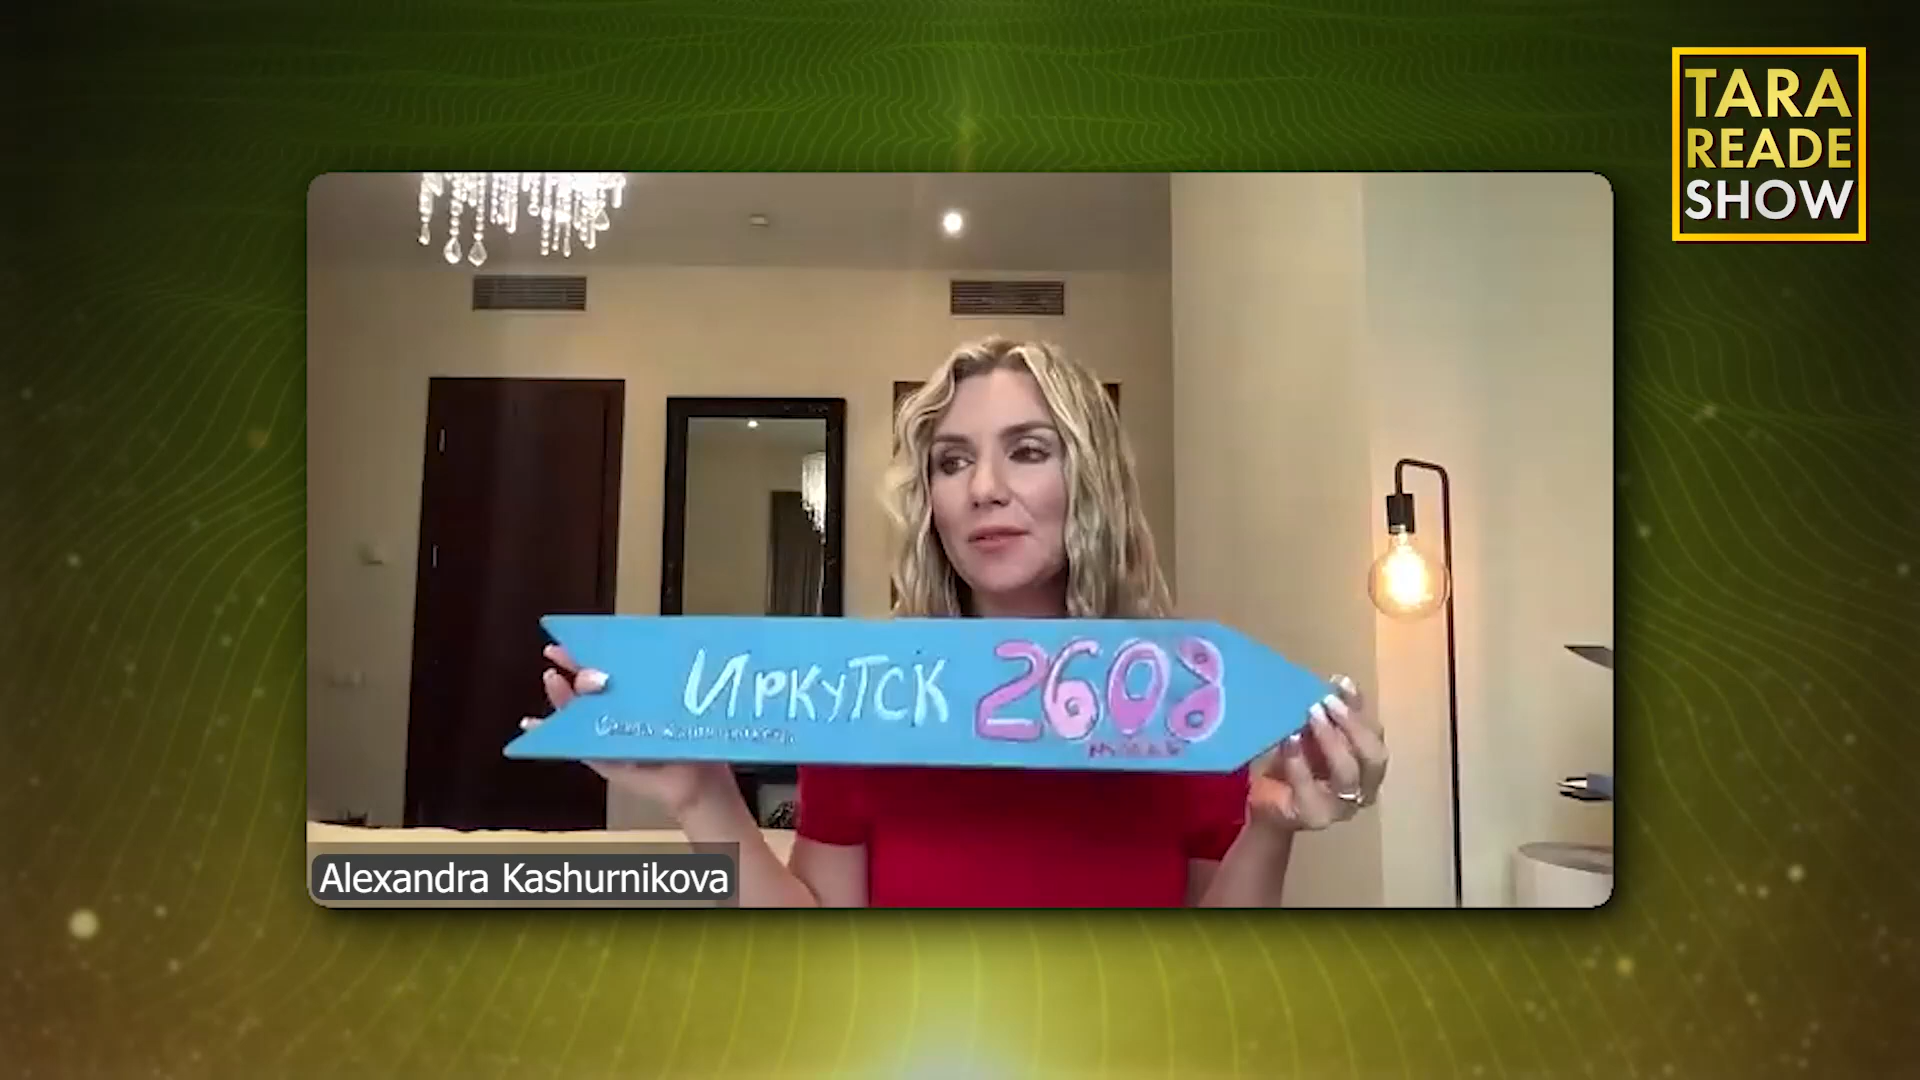 TARA
READE
SHOW
Иркутск 2608
Alexandra Kashurnikova